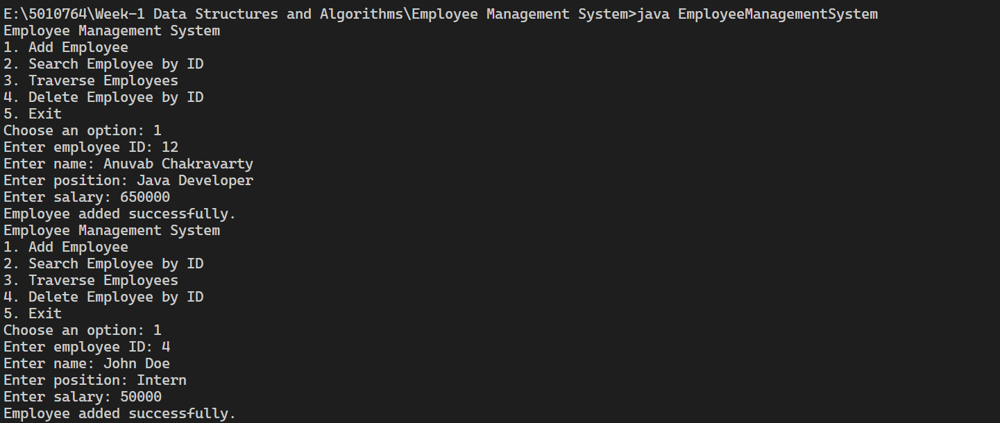 E:\5010764\Week-1 Data Structures and Algorithms\Employee Management System>java EmployeeManagementSystem
Employee Management System
1. Add Employee
2. Search Employee by ID
3. Traverse Employees
4. Delete Employee by ID
5. Exit
Choose an option: 1
Enter employee ID: 12
Enter name: Anuvab Chakravarty
Enter position: Java Developer
Enter salary: 650000
Employee added successfully.
Employee Management System
1. Add Employee
2. Search Employee by ID
3. Traverse Employees
4. Delete Employee by ID
5. Exit
Choose an option: 1
Enter employee ID: 4
Enter name: John Doe
Enter position: Intern
Enter salary: 50000
Employee added successfully.